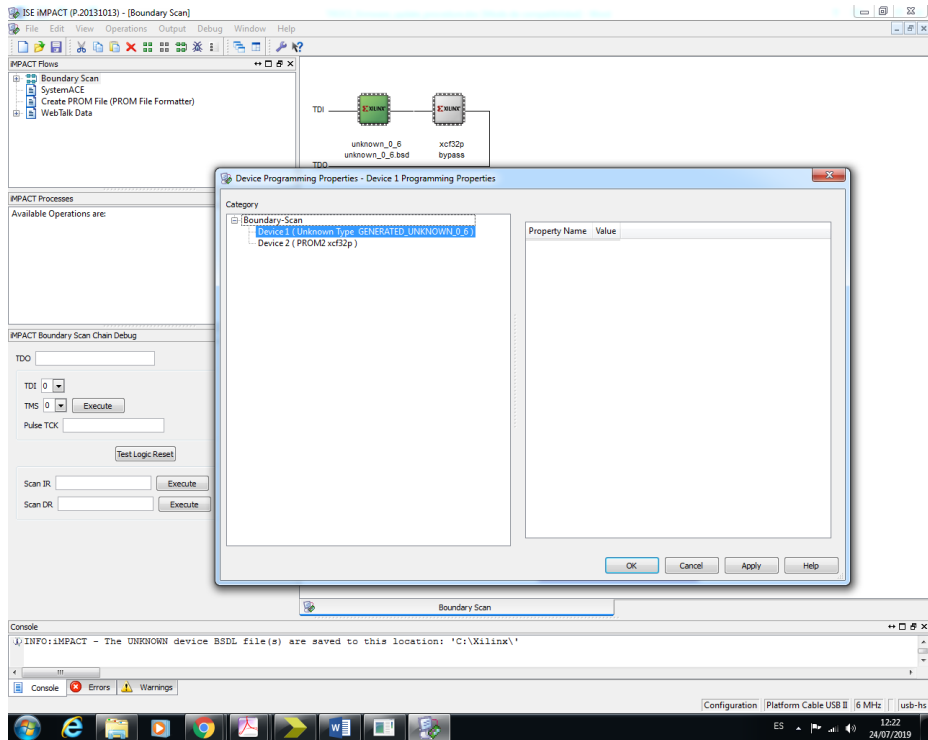 ISE iMPACT (P.20131013) - [Boundary Scan]
File Edit View Operations Output Debug Window Help
iMPACT Flows
Boundary Scan
SystemACE
Create PROM File (PROM File Formatter)
WebTalk Data
TDI
XILINX
XILINX
unknown_0_6
xcf32p
unknown_0_6.bsd
bypass
TDO
Device Programming Properties - Device 1 Programming Properties
iMPACT Processes
Available Operations are:
Category
Boundary-Scan
Device 1 ( Unknown Type GENERATED_UNKNOWN_0_6 )
Device 2 ( PROM2 xcf32p )
Property Name Value
iMPACT Boundary Scan Chain Debug
TDO
TDI 0
TMS 0 Execute
Pulse TCK
Test Logic Reset
Scan IR Execute
Scan DR Execute
OK Cancel Apply Help
Boundary Scan
Console
INFO:iMPACT - The UNKNOWN device BSDL file(s) are saved to this location: 'C:\Xilinx\'
Console Errors Warnings
Configuration Platform Cable USB II 6 MHz usb-hs
ES
12:22
24/07/2019